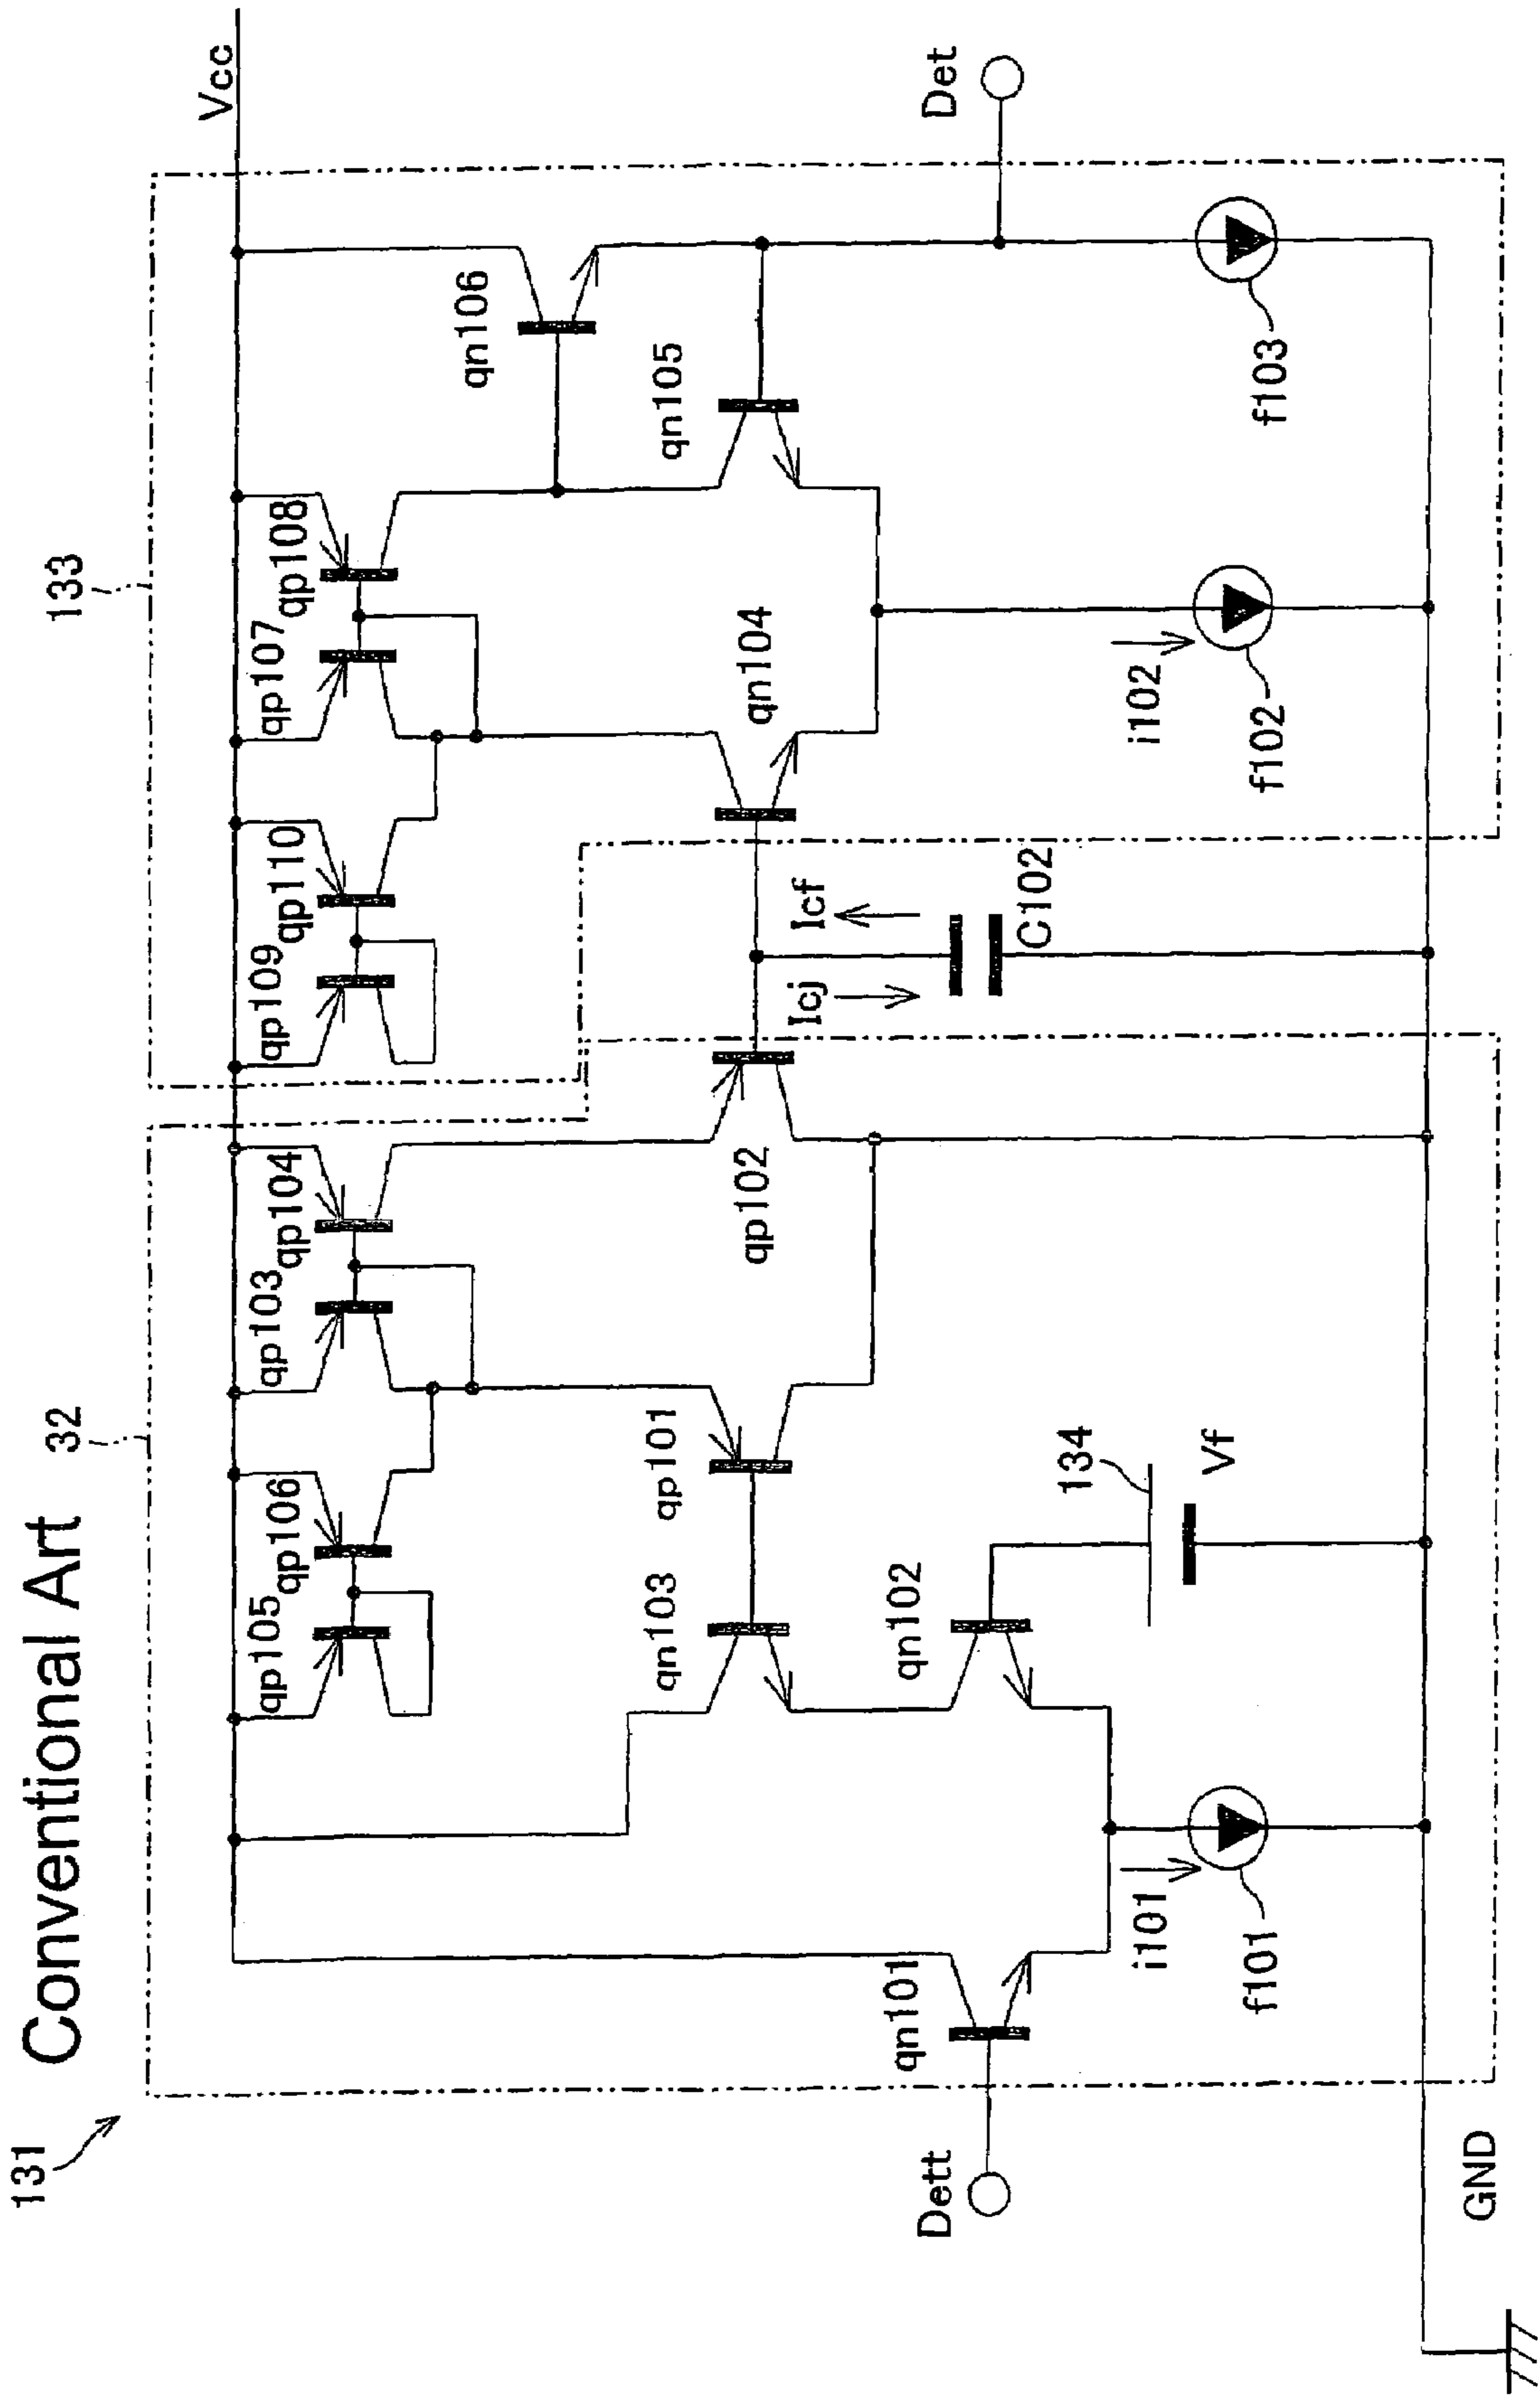 Conventional Art
131
32
133
Vcc
qp105
qp106
qp103
qp104
qp109
qp110
qp107
qp108
qn106
qn103
qp101
qp102
Icj
Icf
C102
qn104
qn105
Det
qn101
qn102
134
Vf
Dett
i101
f101
i102
f102
f103
GND